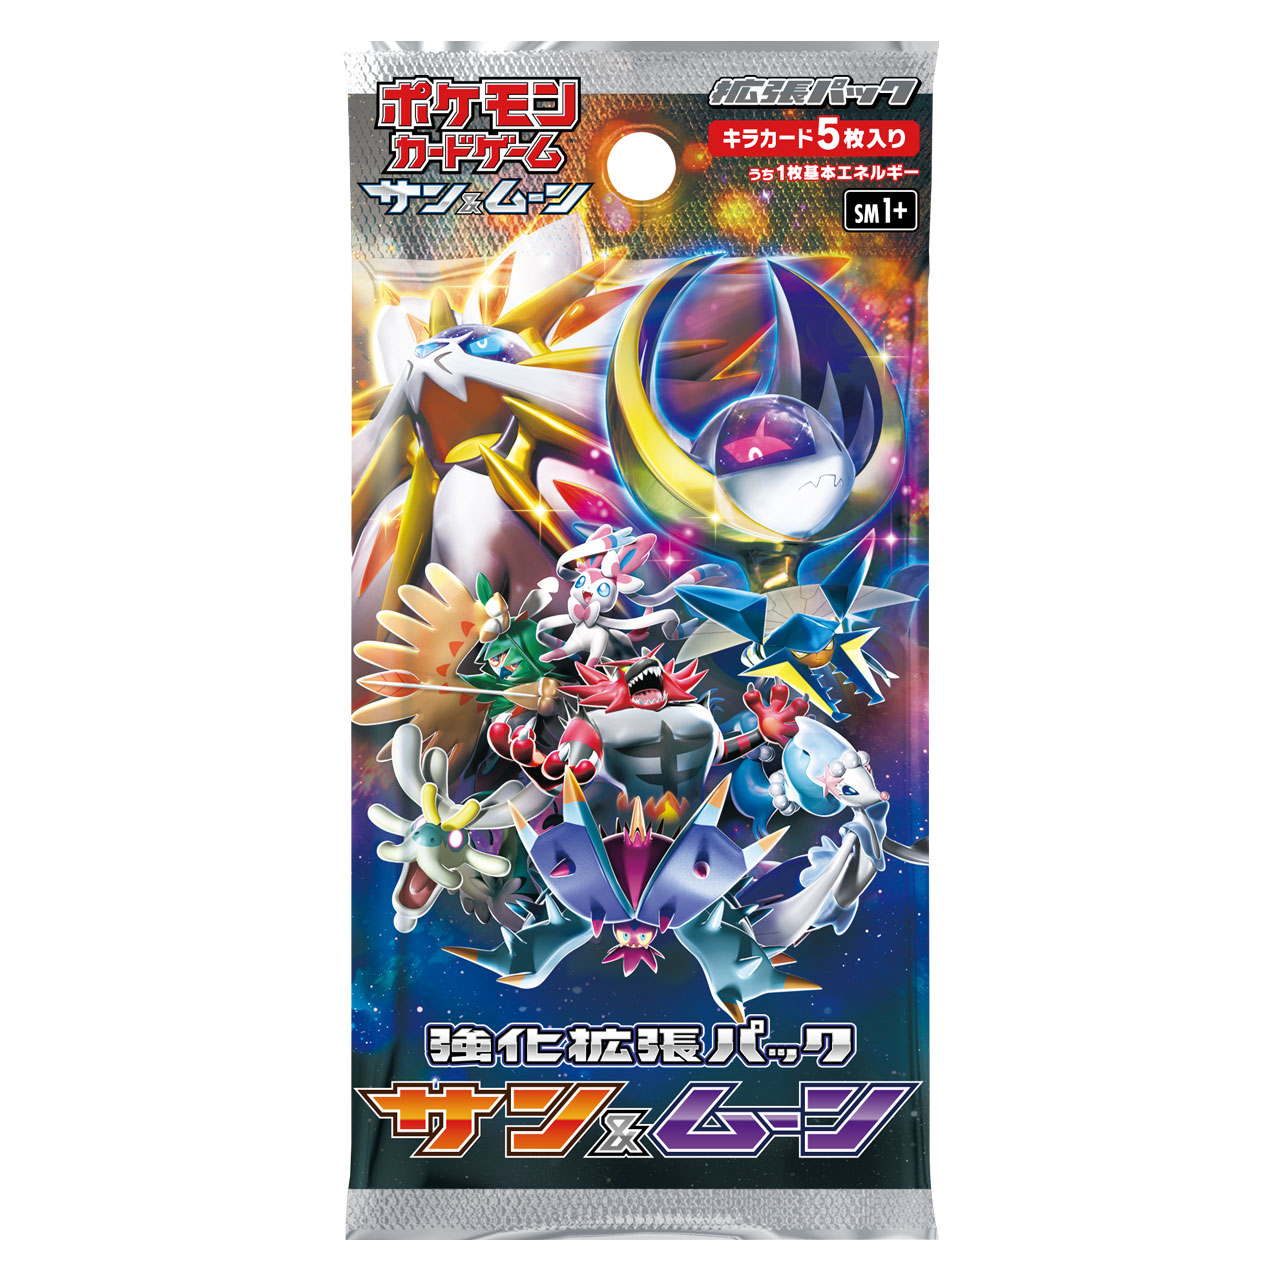 ポケモン
カードゲーム
サン&ムーン
拡張パック
キラカード5枚入り
うち1枚基本エネルギー
SM1+
強化拡張パック
サン&ムーン